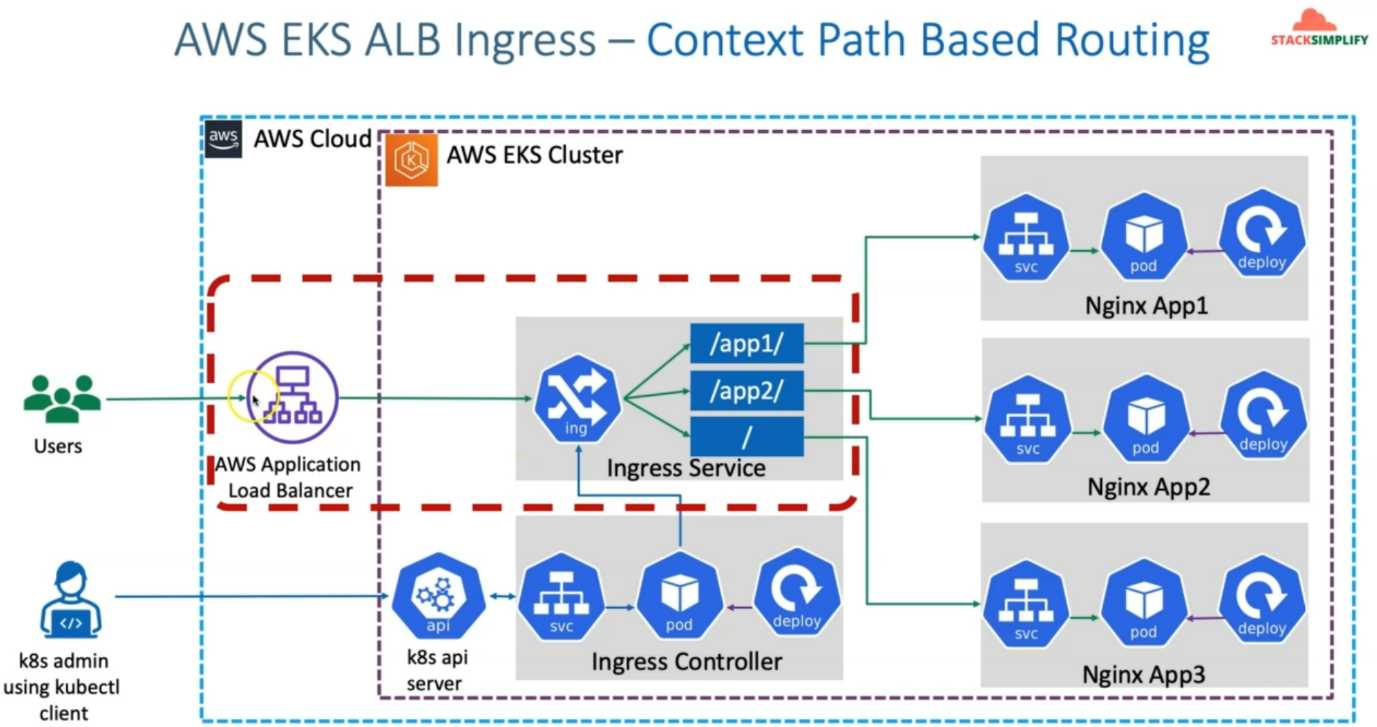 AWS EKS ALB Ingress – Context Path Based Routing
STACKSIMPLIFY
aws
AWS Cloud
K
AWS EKS Cluster
svc
pod
deploy
Nginx App1
Users
AWS Application
Load Balancer
ing
/app1/
/app2/
/
Ingress Service
svc
pod
deploy
Nginx App2
</>
k8s admin
using kubectl
client
api
k8s api
server
svc
pod
deploy
Ingress Controller
svc
pod
deploy
Nginx App3